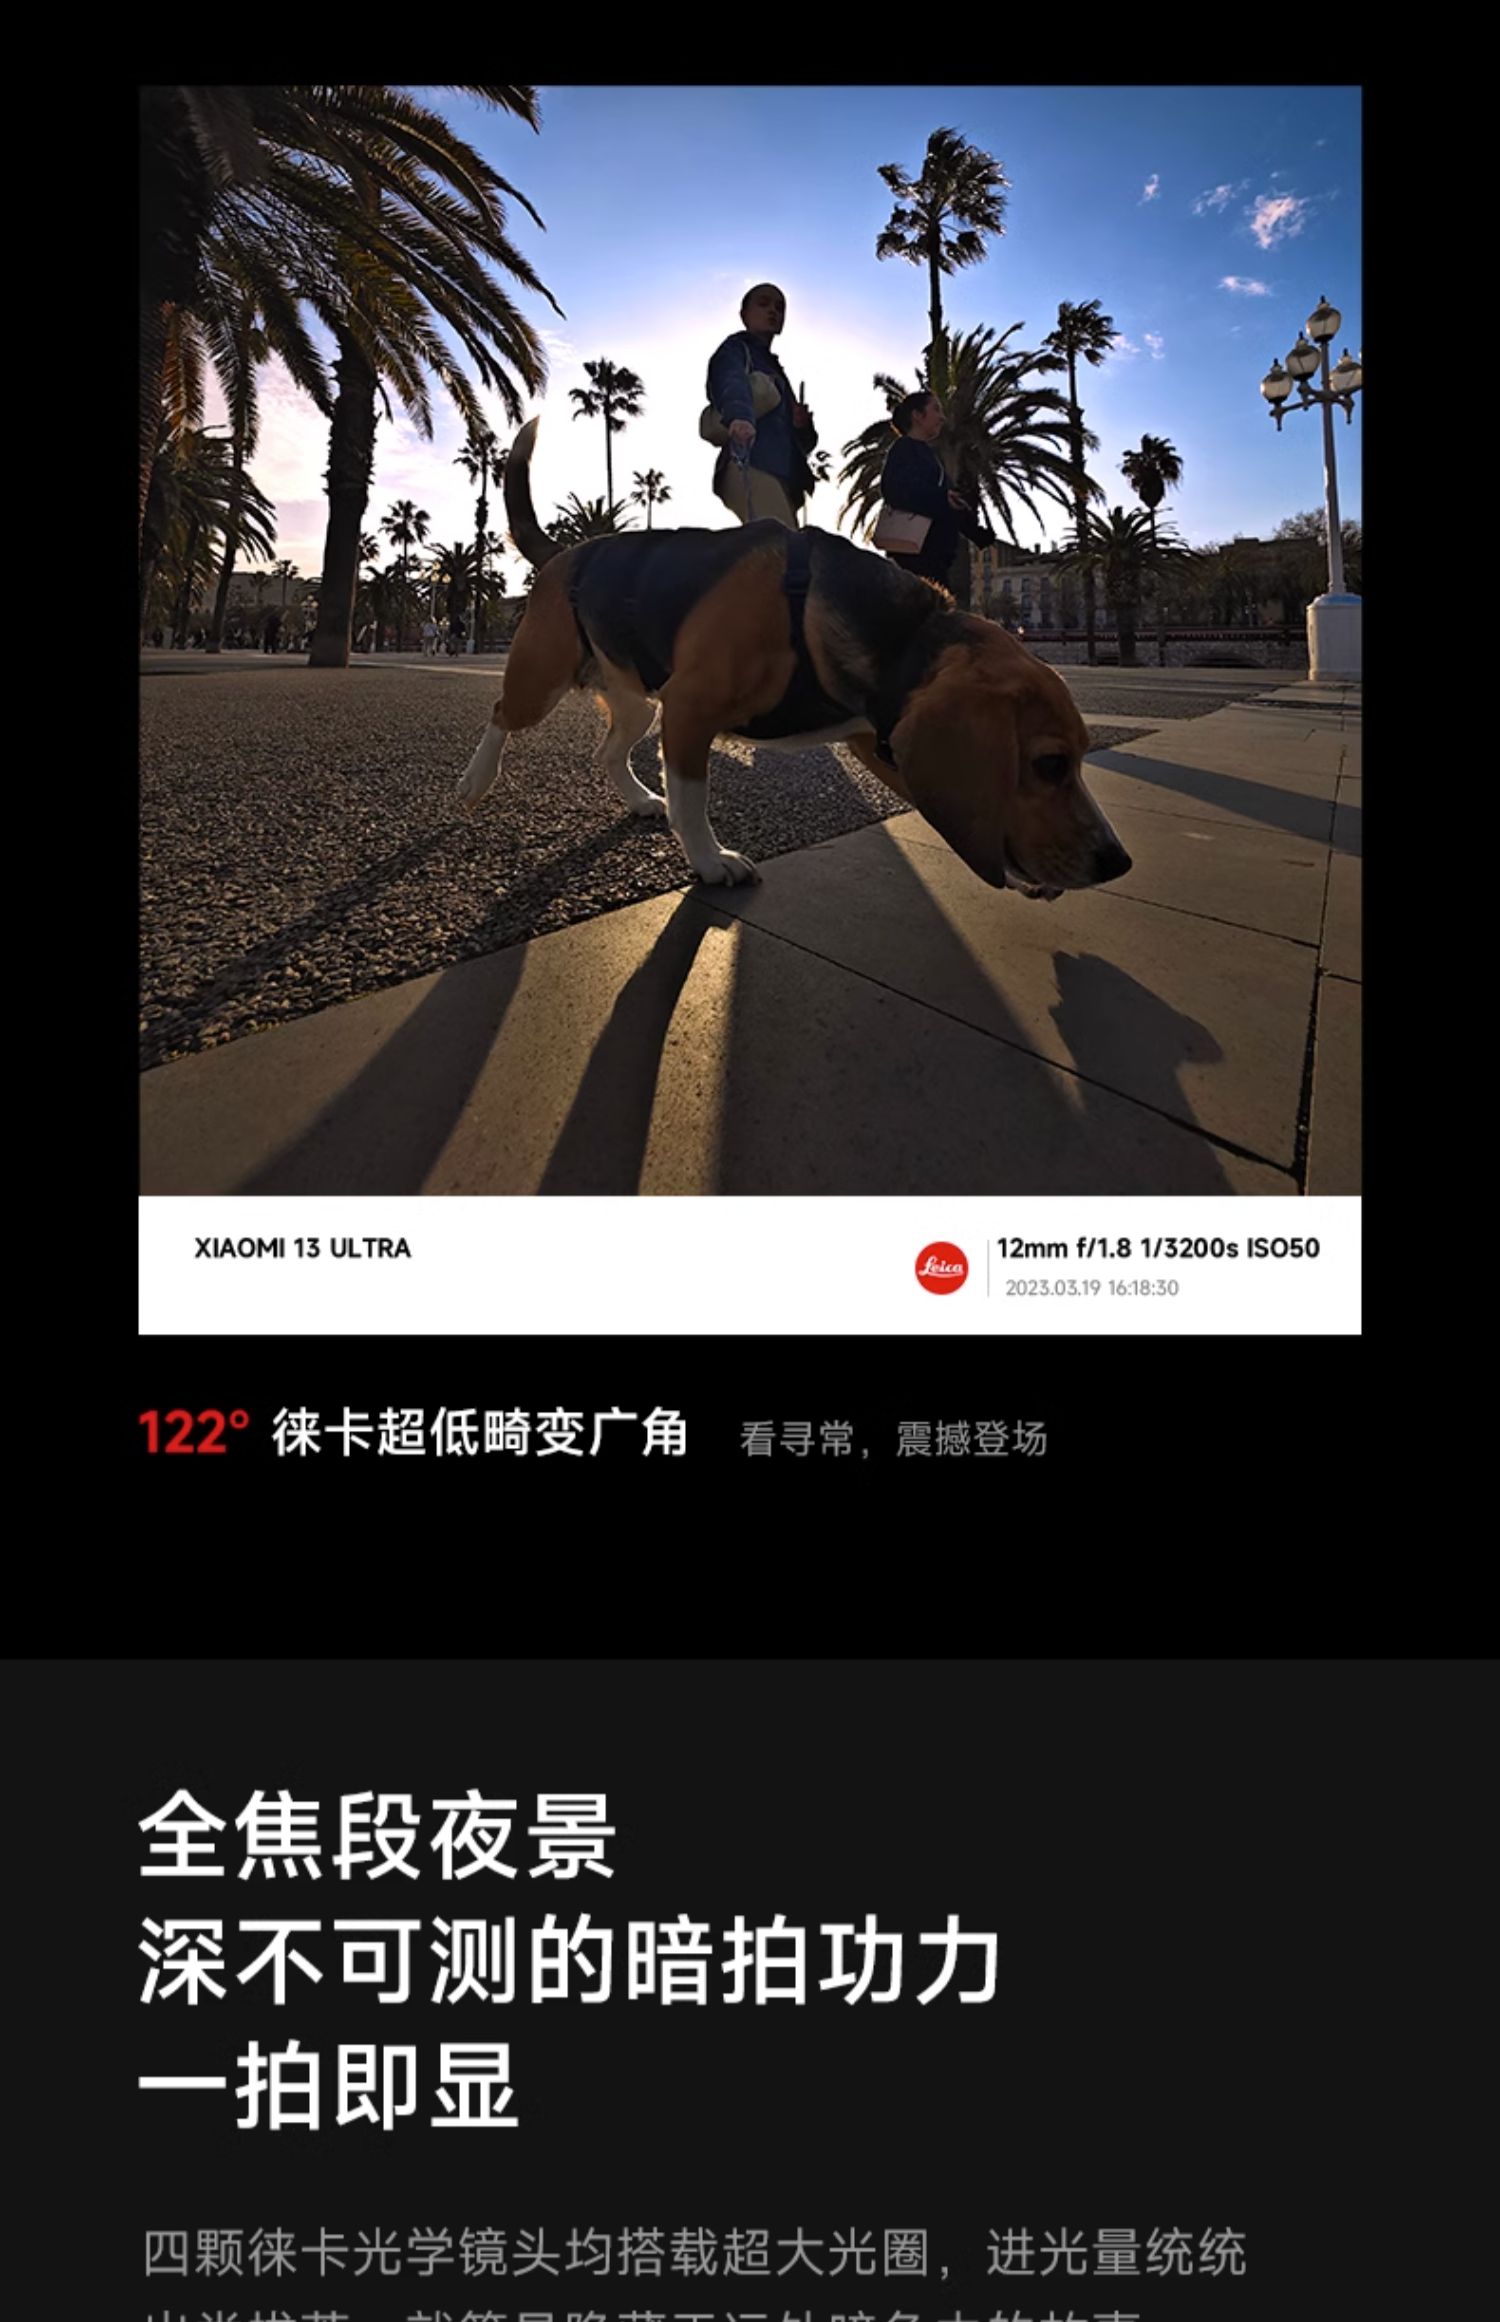 XIAOMI 13 ULTRA
Leica
12mm f/1.8 1/3200s ISO50
2023.03.19 16:18:30
122° 徕卡超低畸变广角 看寻常，震撼登场
全焦段夜景
深不可测的暗拍功力
一拍即显
四颗徕卡光学镜头均搭载超大光圈，进光量统统